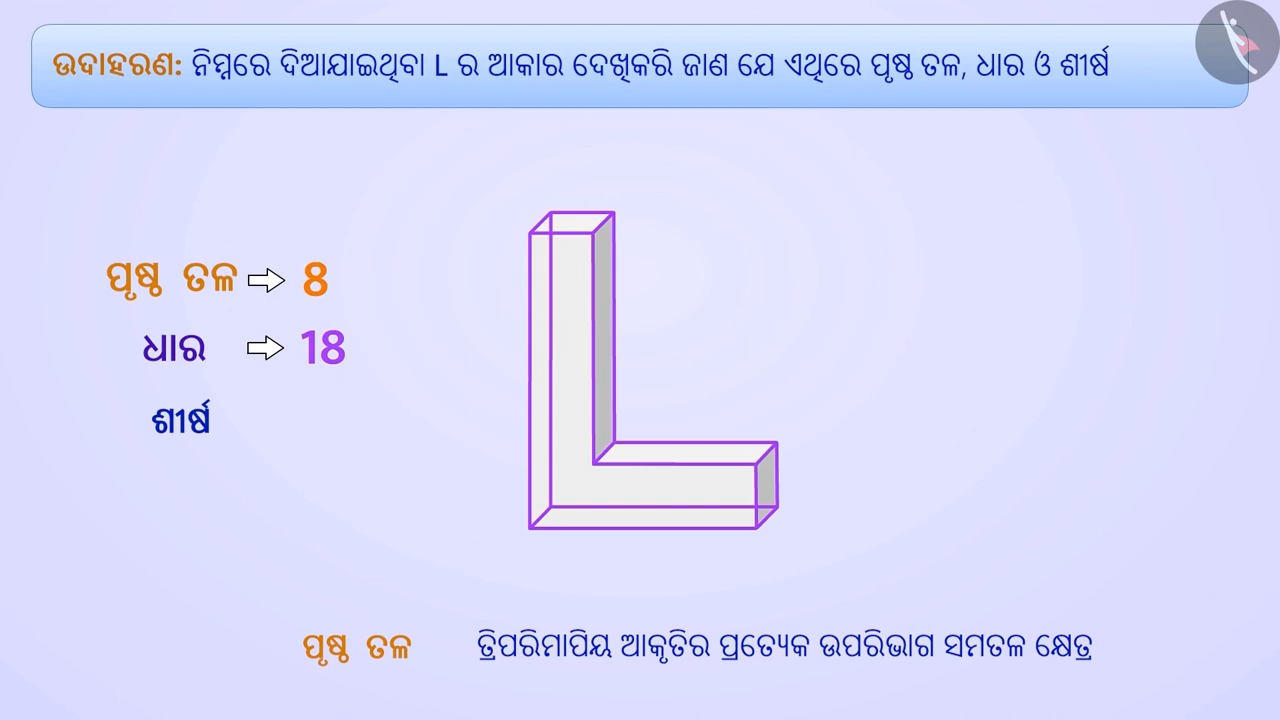 ଉଦାହରଣ: ନିମ୍ନରେ ଦିଆଯାଇଥିବା L ର ଆକାର ଦେଖିକରି ଜାଣ ଯେ ଏଥିରେ ପୃଷ୍ଠ ତଳ, ଧାର ଓ ଶୀର୍ଷ
ପୃଷ୍ଠ ତଳ 8
ଧାର 18
ଶୀର୍ଷ
ପୃଷ୍ଠ ତଳ ତ୍ରିପରିମାପିୟ ଆକୃତିର ପ୍ରତ୍ୟେକ ଉପରିଭାଗ ସମତଳ କ୍ଷେତ୍ର